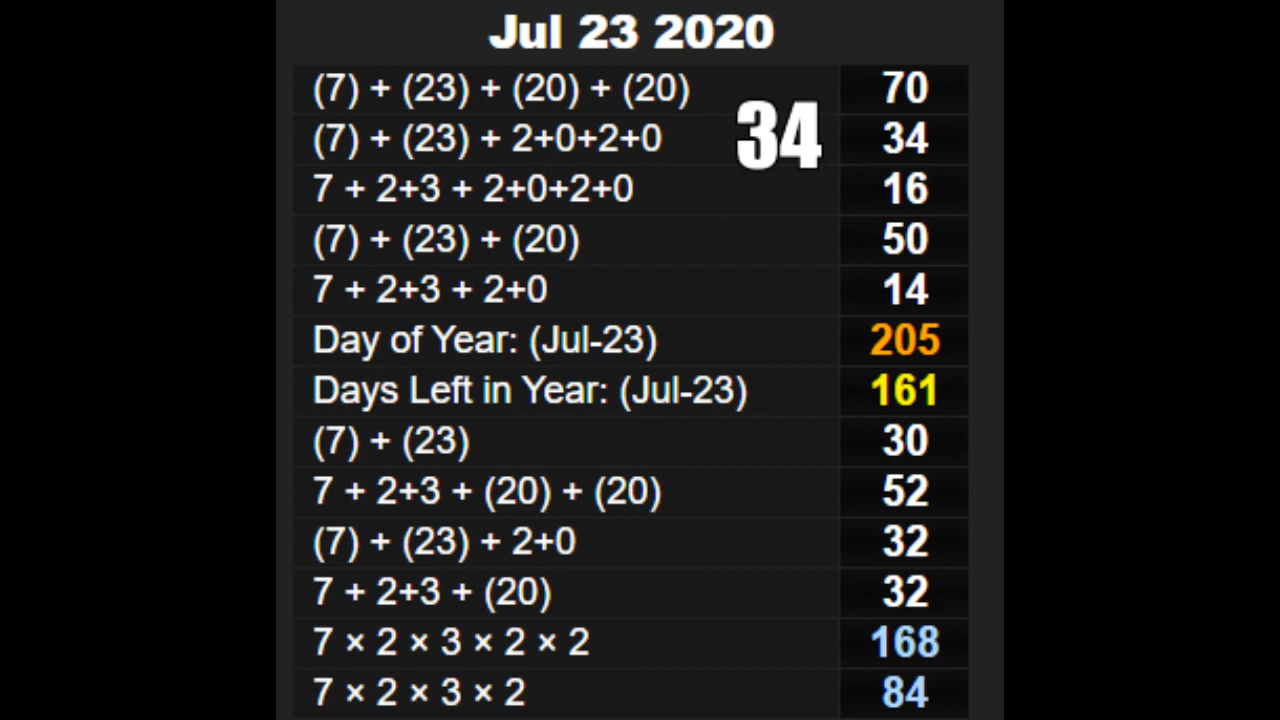 Jul 23 2020
(7) + (23) + (20) + (20) 70
34
(7) + (23) + 2+0+2+0 34
7 + 2+3 + 2+0+2+0 16
(7) + (23) + (20) 50
7 + 2+3 + 2+0 14
Day of Year: (Jul-23) 205
Days Left in Year: (Jul-23) 161
(7) + (23) 30
7 + 2+3 + (20) + (20) 52
(7) + (23) + 2+0 32
7 + 2+3 + (20) 32
7 × 2 × 3 × 2 × 2 168
7 × 2 × 3 × 2 84